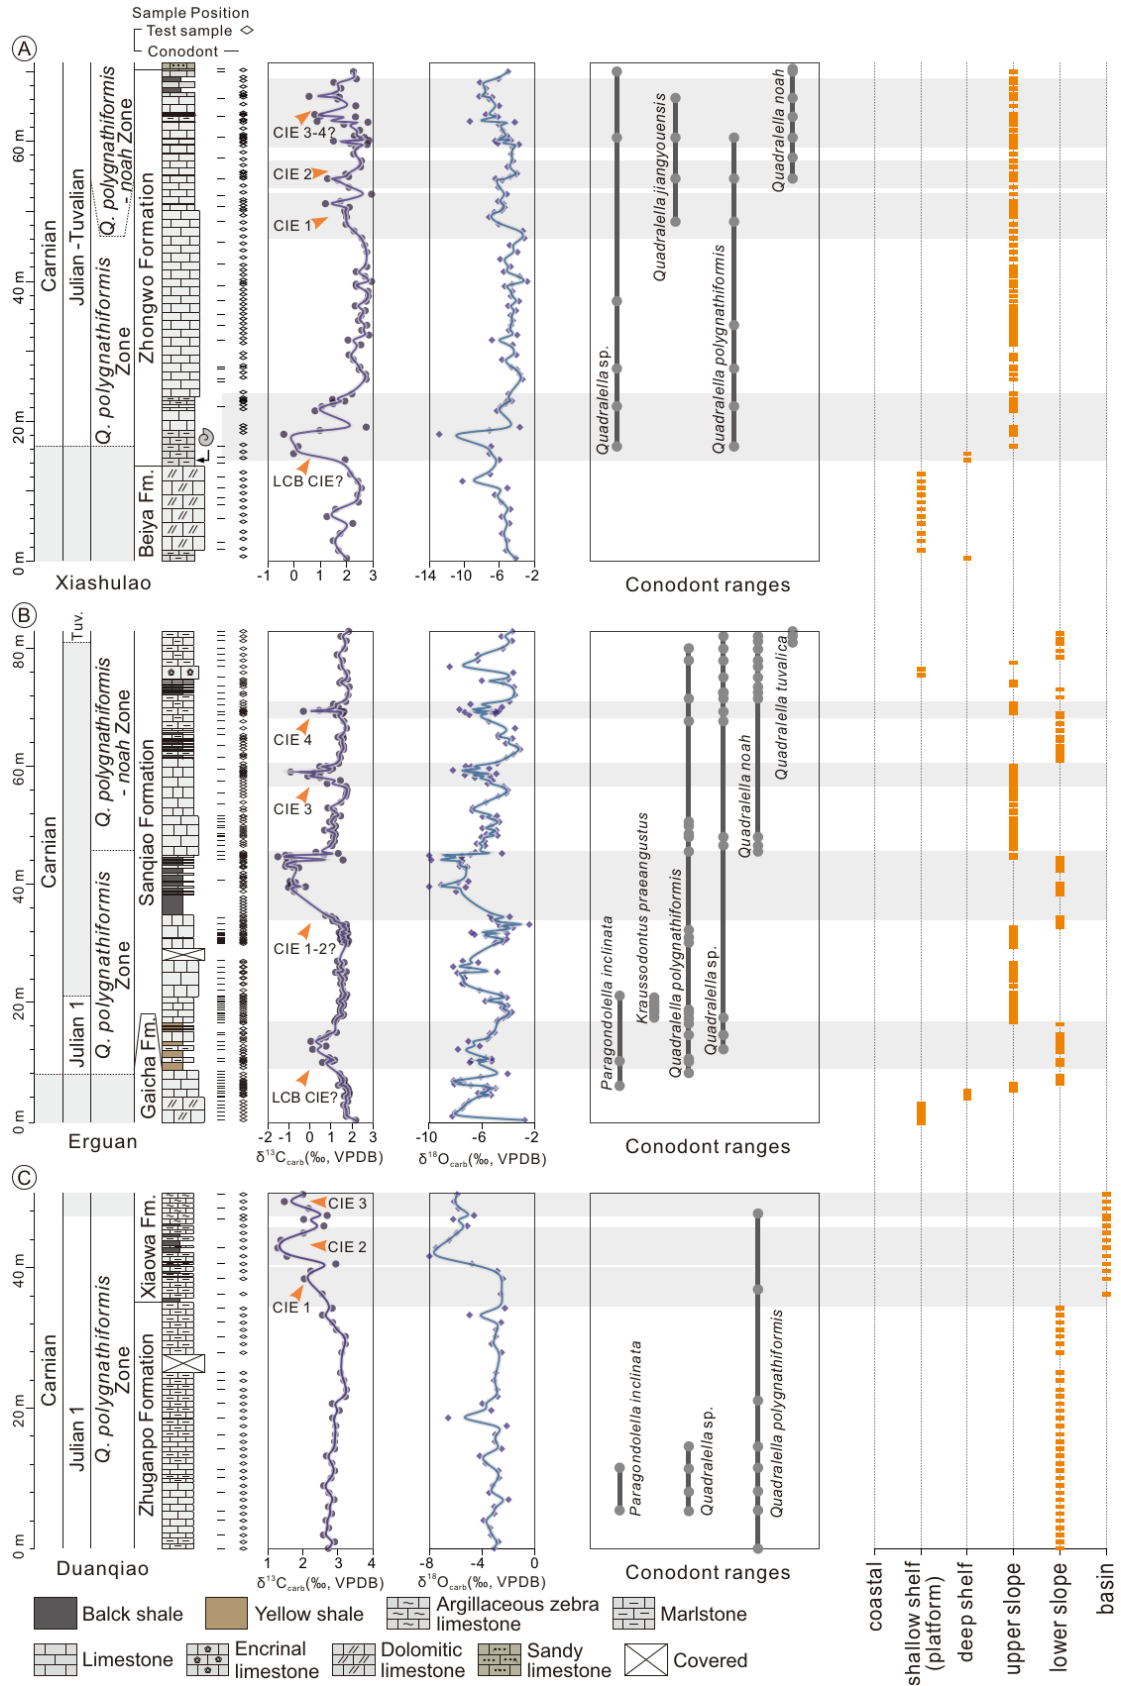 Sample Position
Test sample
Conodont
A
60 m
40 m
20 m
0 m
Carnian
Julian -Tuvalian
Q. polygnathiformis
- noah Zone
Q. polygnathiformis
Zone
Zhongwo Formation
Beiya Fm.
CIE 3-4?
CIE 2
CIE 1
LCB CIE?
-1 0 1 2 3
-14 -10 -6 -2
Quadralella sp.
Quadralella jiangyouensis
Quadralella polygnathiformis
Quadralella noah
Conodont ranges
Xiashulao
B
80 m
60 m
40 m
20 m
0 m
Carnian
Tuv.
Julian 1
Q. polygnathiformis
- noah Zone
Q. polygnathiformis
Zone
Sanqiao Formation
Gaicha Fm.
CIE 4
CIE 3
CIE 1-2?
LCB CIE?
-2 -1 0 1 2 3
δ13Ccarb(‰, VPDB)
-10 -6 -2
δ18Ocarb(‰, VPDB)
Paragondolella inclinata
Kraussodontus praeangustus
Quadralella polygnathiformis
Quadralella sp.
Quadralella noah
Quadralella tuvalica
Conodont ranges
Erguan
C
40 m
20 m
0 m
Carnian
Julian 1
Q. polygnathiformis
Zone
Xiaowa Fm.
Zhuganpo Formation
CIE 3
CIE 2
CIE 1
1 2 3 4
δ13Ccarb(‰, VPDB)
-8 -4 0
δ18Ocarb(‰, VPDB)
Paragondolella inclinata
Quadralella sp.
Quadralella polygnathiformis
Conodont ranges
Duanqiao
coastal
shallow shelf
(platform)
deep shelf
upper slope
lower slope
basin
Balck shale
Yellow shale
Argillaceous zebra
limestone
Marlstone
Limestone
Encrinal
limestone
Dolomitic
limestone
Sandy
limestone
Covered